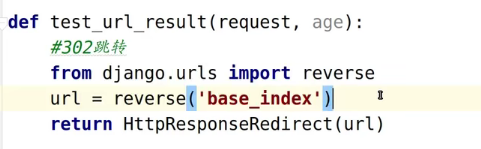 def test_url_result(request, age):
    #302跳转
    from django.urls import reverse
    url = reverse('base_index')
    return HttpResponseRedirect(url)